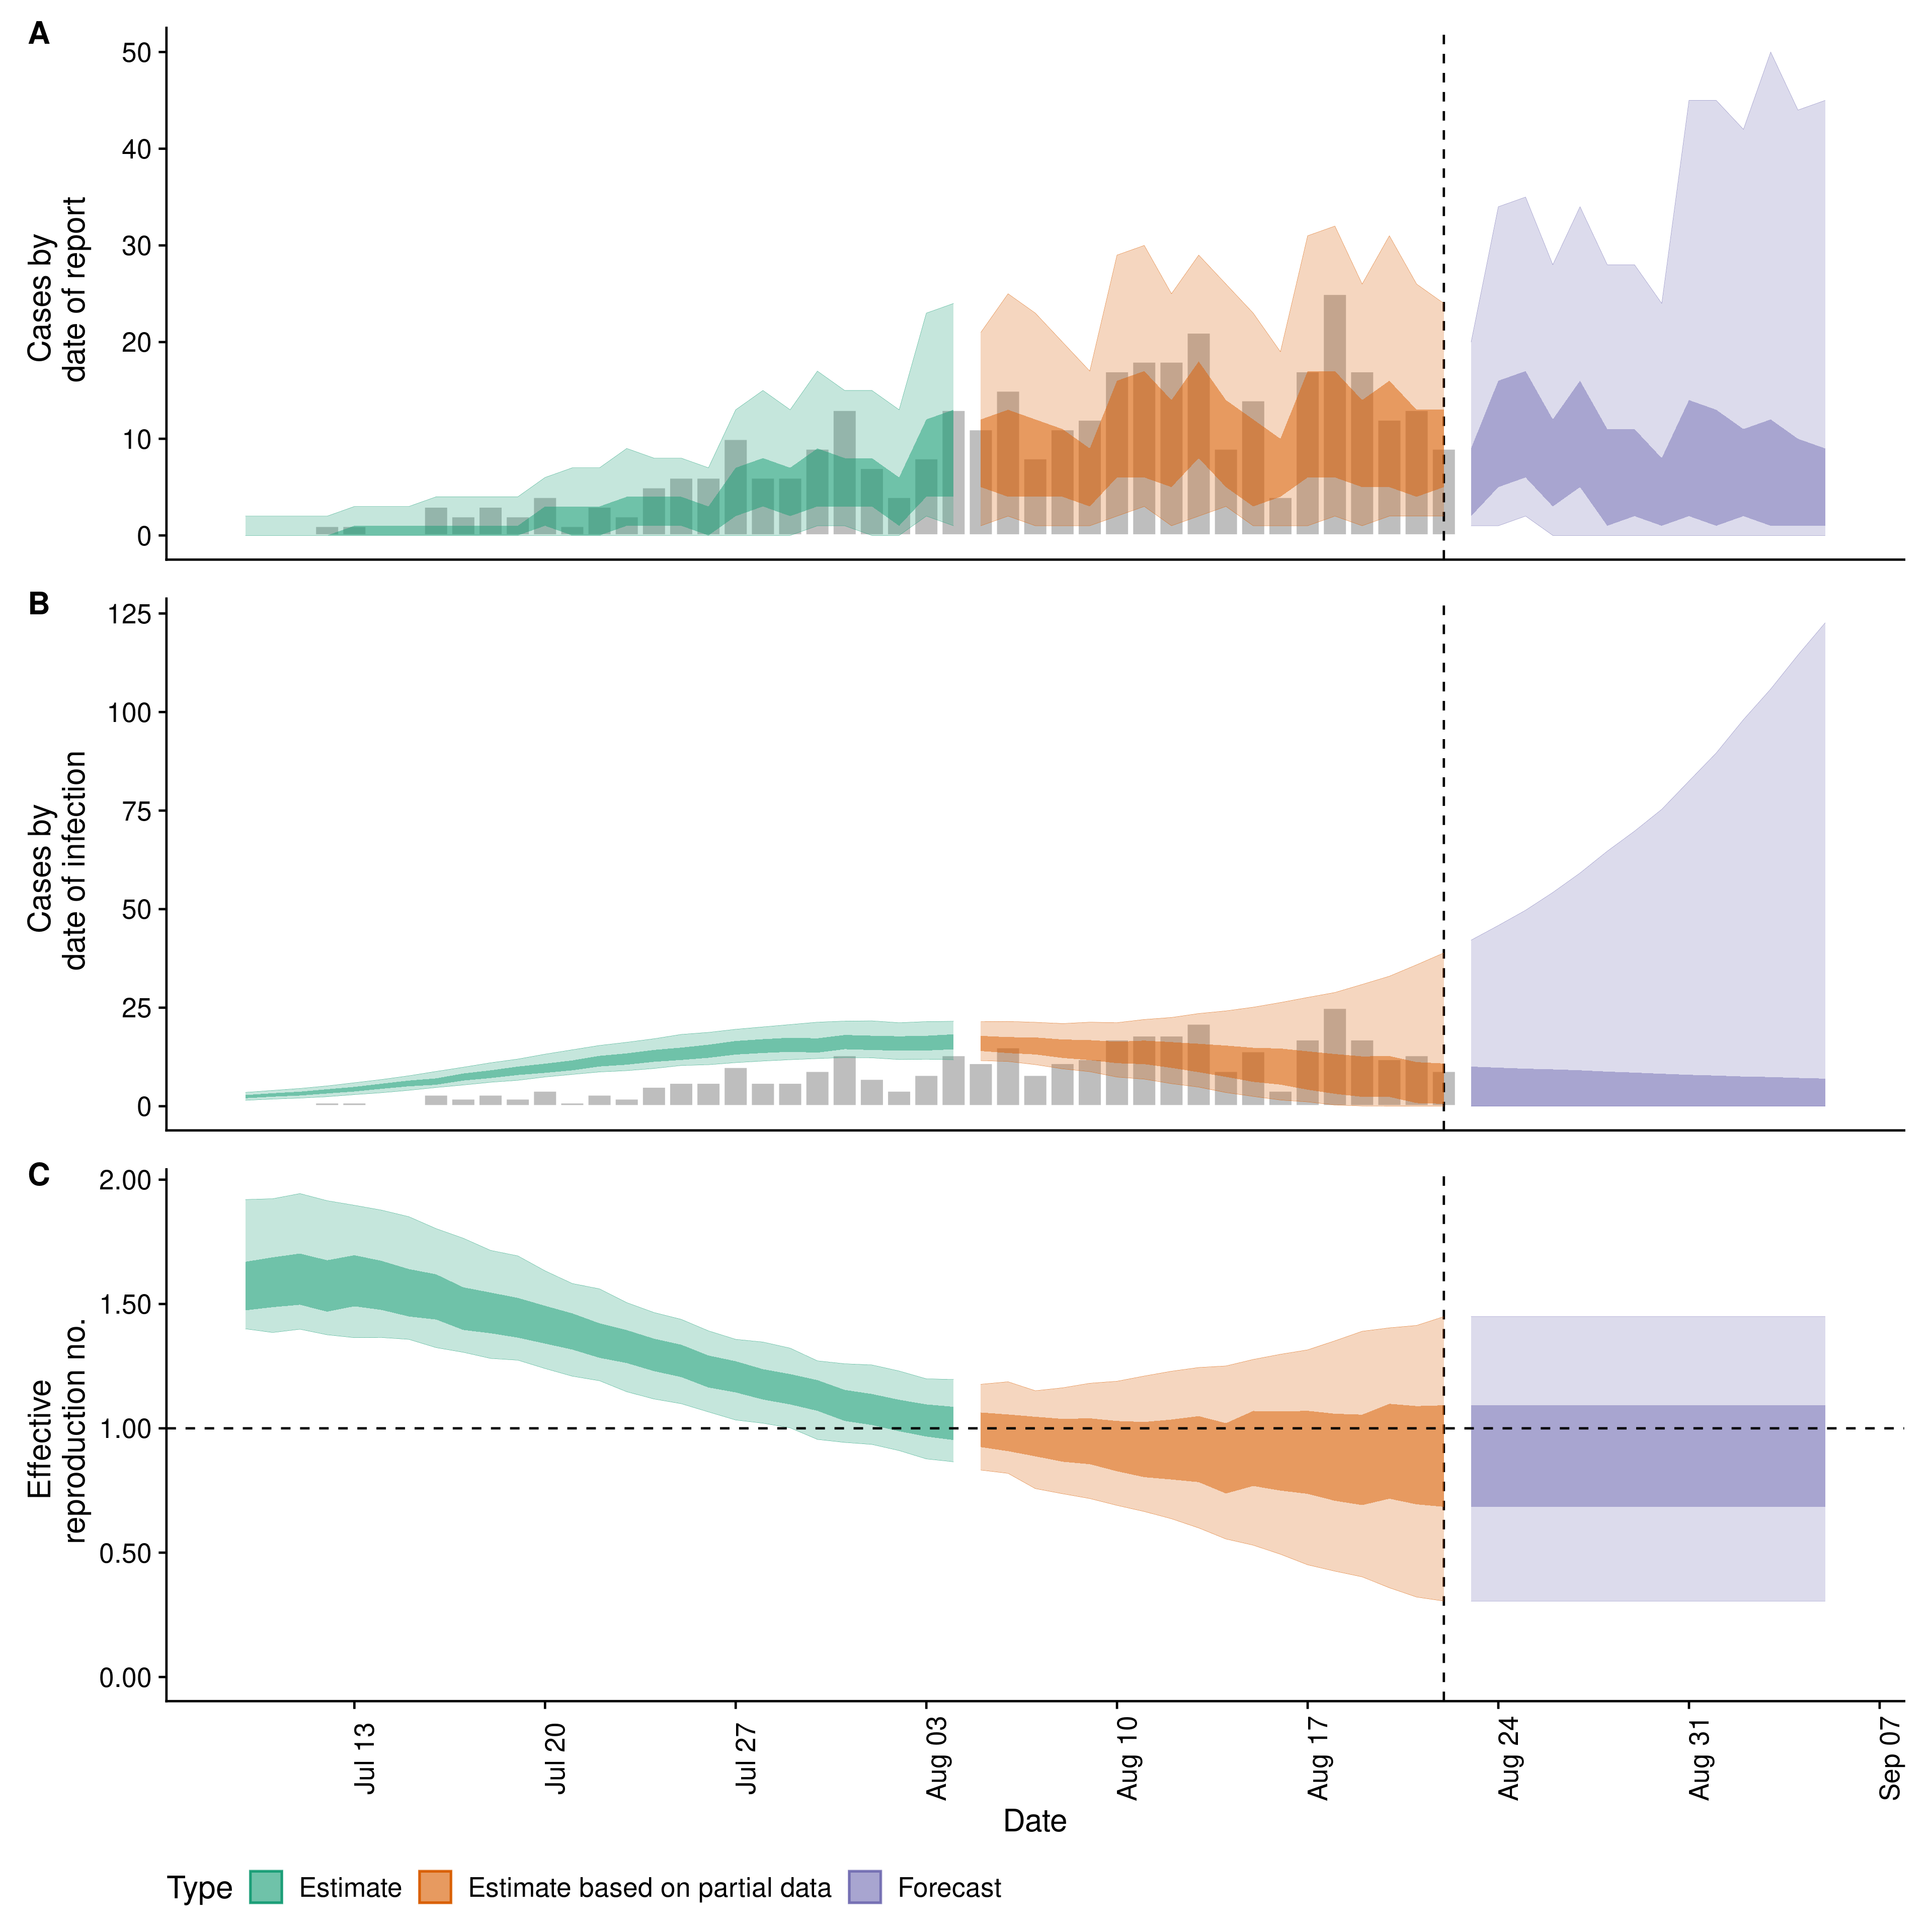 A
50
40
30
20
10
0
Cases by
date of report
B
125
100
75
50
25
0
Cases by
date of infection
C
2.00
1.50
1.00
0.50
0.00
Effective
reproduction no.
Jul 13
Jul 20
Jul 27
Aug 03
Aug 10
Aug 17
Aug 24
Aug 31
Sep 07
Date
Type Estimate Estimate based on partial data Forecast